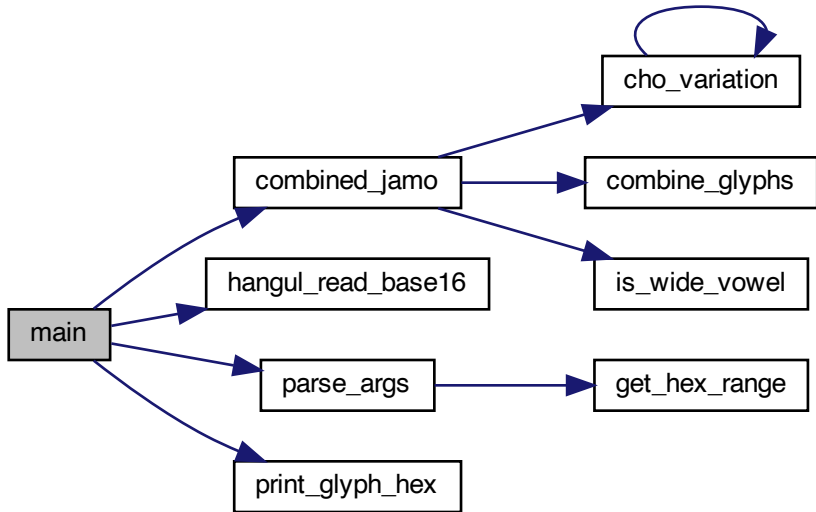 cho_variation
combined_jamo
combine_glyphs
hangul_read_base16
is_wide_vowel
main
parse_args
get_hex_range
print_glyph_hex